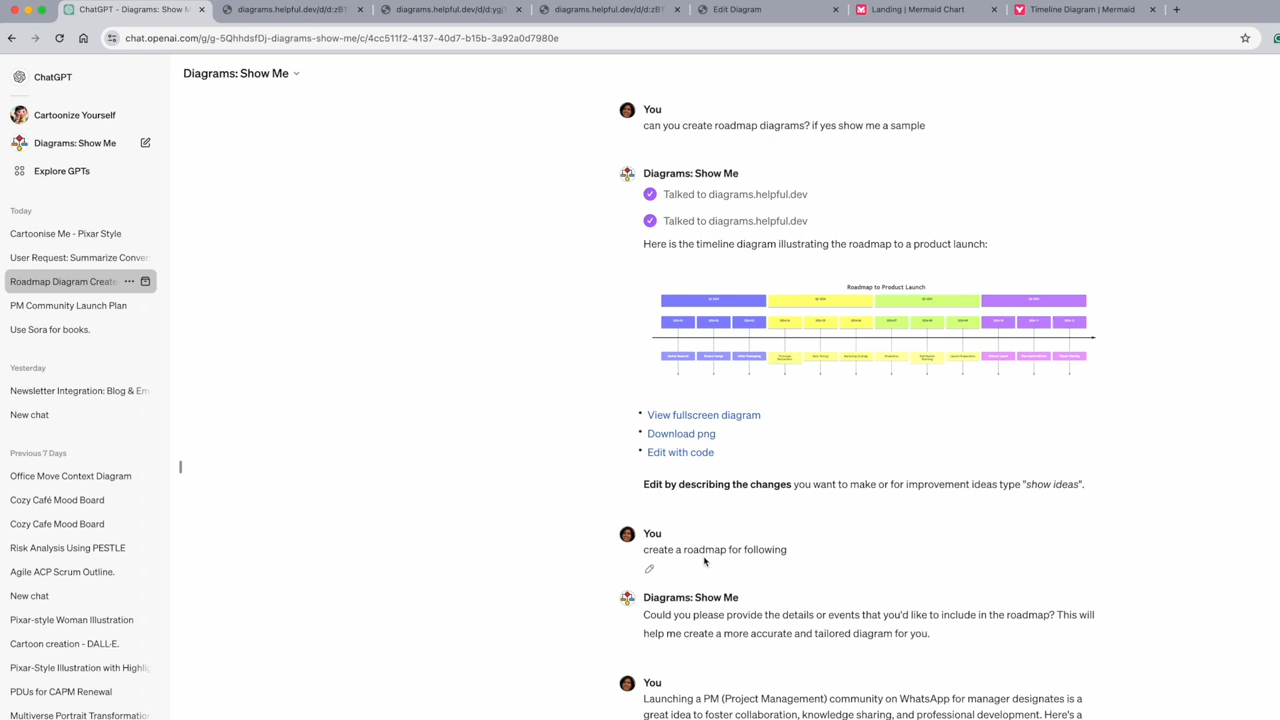 ChatGPT - Diagrams: Show M
diagrams.helpful.dev/d/d:zB1
diagrams.helpful.dev/d/d:ygj
diagrams.helpful.dev/d/d:zB1
Edit Diagram
Landing | Mermaid Chart
Timeline Diagram | Mermaid
chat.openai.com/g/g-5QhhdsfDj-diagrams-show-me/c/4cc511f2-4137-40d7-b15b-3a92a0d7980e
ChatGPT
Cartoonize Yourself
Diagrams: Show Me
Explore GPTs
Today
Cartoonise Me - Pixar Style
User Request: Summarize Conver
Roadmap Diagram Create
PM Community Launch Plan
Use Sora for books.
Yesterday
Newsletter Integration: Blog & Em
New chat
Previous 7 Days
Office Move Context Diagram
Cozy Café Mood Board
Cozy Cafe Mood Board
Risk Analysis Using PESTLE
Agile ACP Scrum Outline.
New chat
Pixar-style Woman Illustration
Cartoon creation - DALL-E.
Pixar-Style Illustration with Highlig
PDUs for CAPM Renewal
Multiverse Portrait Transformation
Diagrams: Show Me
You
can you create roadmap diagrams? if yes show me a sample
Diagrams: Show Me
Talked to diagrams.helpful.dev
Talked to diagrams.helpful.dev
Here is the timeline diagram illustrating the roadmap to a product launch:
Roadmap to Product Launch
View fullscreen diagram
Download png
Edit with code
Edit by describing the changes you want to make or for improvement ideas type "show ideas".
You
create a roadmap for following
Diagrams: Show Me
Could you please provide the details or events that you'd like to include in the roadmap? This will
help me create a more accurate and tailored diagram for you.
You
Launching a PM (Project Management) community on WhatsApp for manager designates is a
great idea to foster collaboration, knowledge sharing, and professional development. Here's a